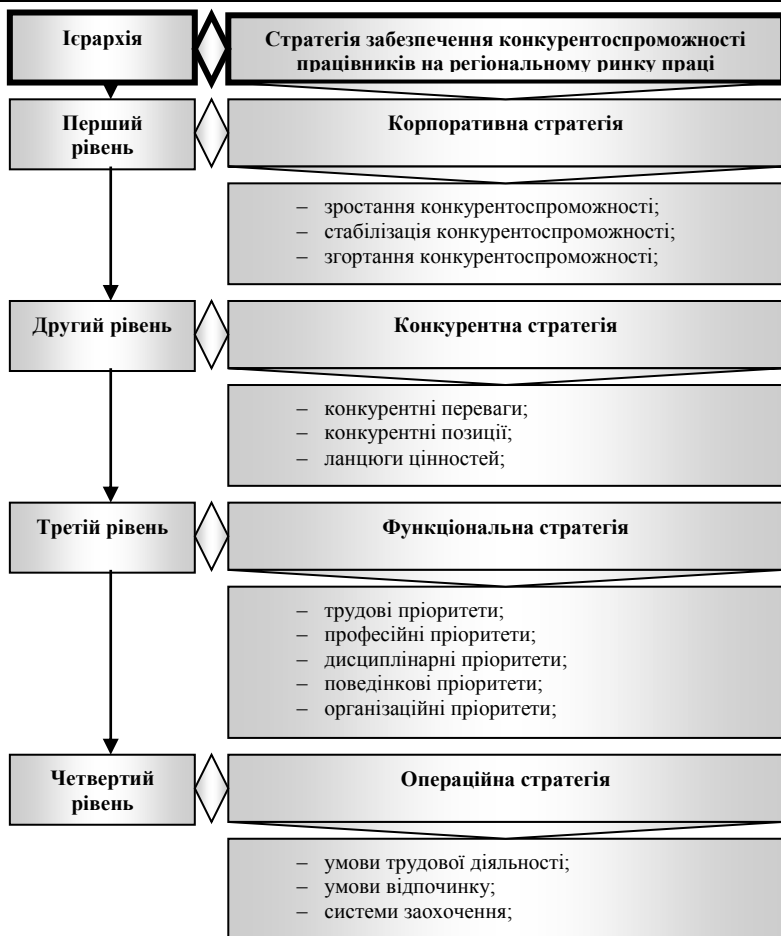 Ієрархія
Стратегія забезпечення конкурентоспроможності
працівників на регіональному ринку праці
Перший
рівень
Корпоративна стратегія
– зростання конкурентоспроможності;
– стабілізація конкурентоспроможності;
– згортання конкурентоспроможності;
Другий рівень
Конкурентна стратегія
– конкурентні переваги;
– конкурентні позиції;
– ланцюги цінностей;
Третій рівень
Функціональна стратегія
– трудові пріоритети;
– професійні пріоритети;
– дисциплінарні пріоритети;
– поведінкові пріоритети;
– організаційні пріоритети;
Четвертий
рівень
Операційна стратегія
– умови трудової діяльності;
– умови відпочинку;
– системи заохочення;